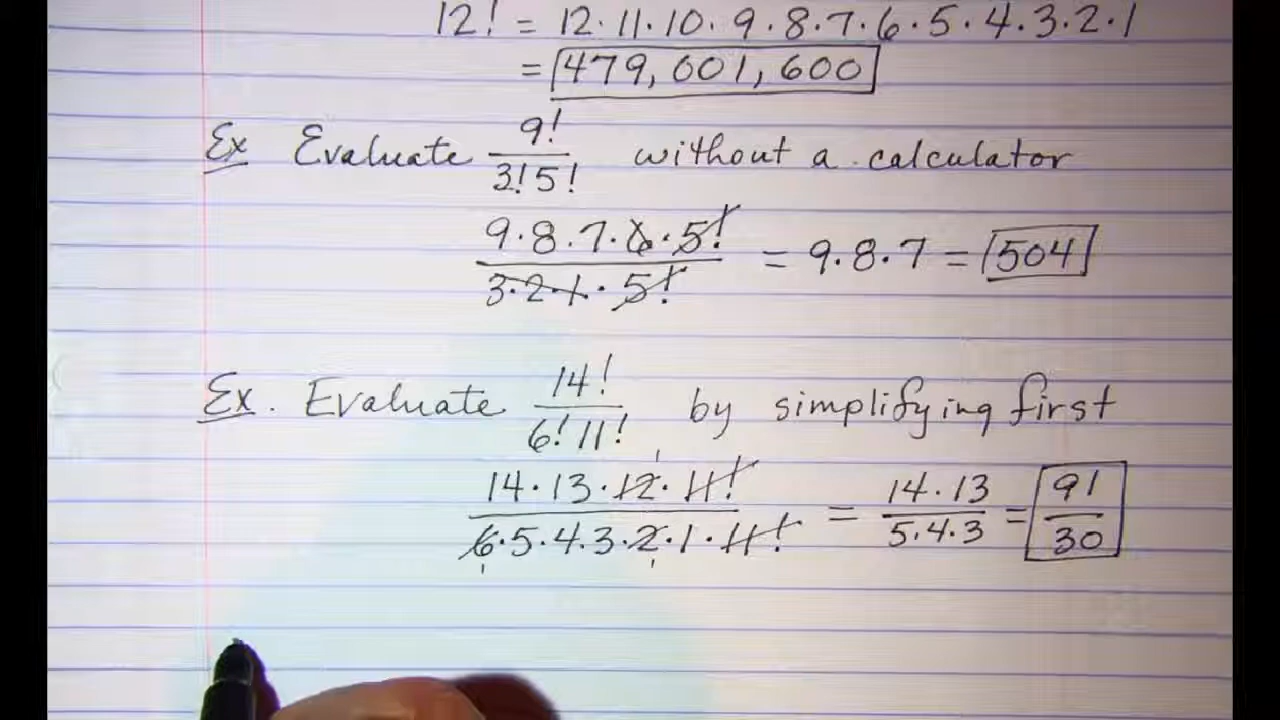 12! = 12·11·10·9·8·7·6·5·4·3·2·1
= 479,001,600
Ex Evaluate 9!/3!5! without a calculator
9·8·7·6·5!/3·2·1·5! = 9·8·7 = 504
Ex. Evaluate 14!/6!11! by simplifying first
14·13·12·11!/6·5·4·3·2·1·11! = 14·13/5·4·3 = 91/30